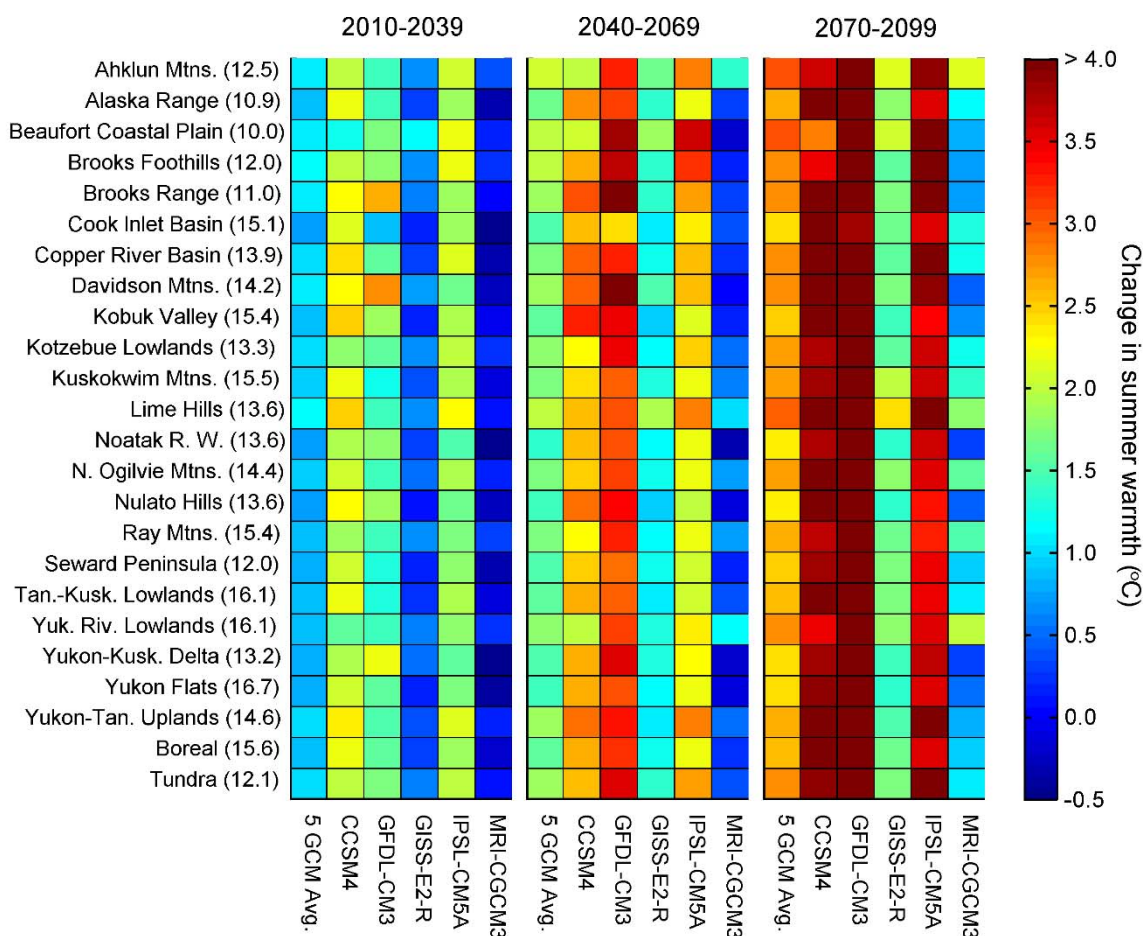 2010-2039 2040-2069 2070-2099
Ahklun Mtns. (12.5)
Alaska Range (10.9)
Beaufort Coastal Plain (10.0)
Brooks Foothills (12.0)
Brooks Range (11.0)
Cook Inlet Basin (15.1)
Copper River Basin (13.9)
Davidson Mtns. (14.2)
Kobuk Valley (15.4)
Kotzebue Lowlands (13.3)
Kuskokwim Mtns. (15.5)
Lime Hills (13.6)
Noatak R. W. (13.6)
N. Ogilvie Mtns. (14.4)
Nulato Hills (13.6)
Ray Mtns. (15.4)
Seward Peninsula (12.0)
Tan.-Kusk. Lowlands (16.1)
Yuk. Riv. Lowlands (16.1)
Yukon-Kusk. Delta (13.2)
Yukon Flats (16.7)
Yukon-Tan. Uplands (14.6)
Boreal (15.6)
Tundra (12.1)
5 GCM Avg.
CCSM4
GFDL-CM3
GISS-E2-R
IPSL-CM5A
MRI-CGCM3
5 GCM Avg.
CCSM4
GFDL-CM3
GISS-E2-R
IPSL-CM5A
MRI-CGCM3
5 GCM Avg.
CCSM4
GFDL-CM3
GISS-E2-R
IPSL-CM5A
MRI-CGCM3
> 4.0
3.5
3.0
2.5
2.0
1.5
1.0
0.5
0.0
-0.5
Change in summer warmth (ºC)